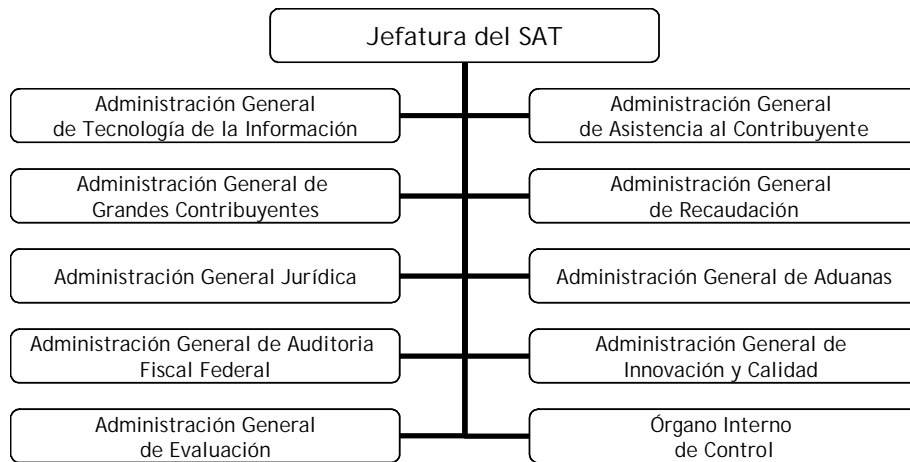 Jefatura del SAT
Administración General
de Tecnología de la Información
Administración General
de Asistencia al Contribuyente
Administración General de
Grandes Contribuyentes
Administración General
de Recaudación
Administración General Jurídica
Administración General de Aduanas
Administración General de Auditoria
Fiscal Federal
Administración General de
Innovación y Calidad
Administración General
de Evaluación
Órgano Interno
de Control